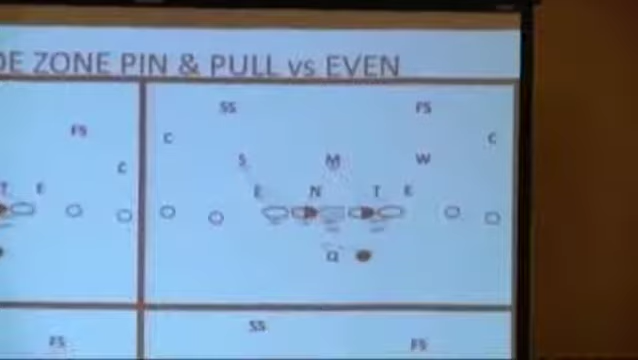 DE ZONE PIN & PULL vs EVEN
SS FS
FS C C
C S M W
T E E N T E
Q
SS
FS FS